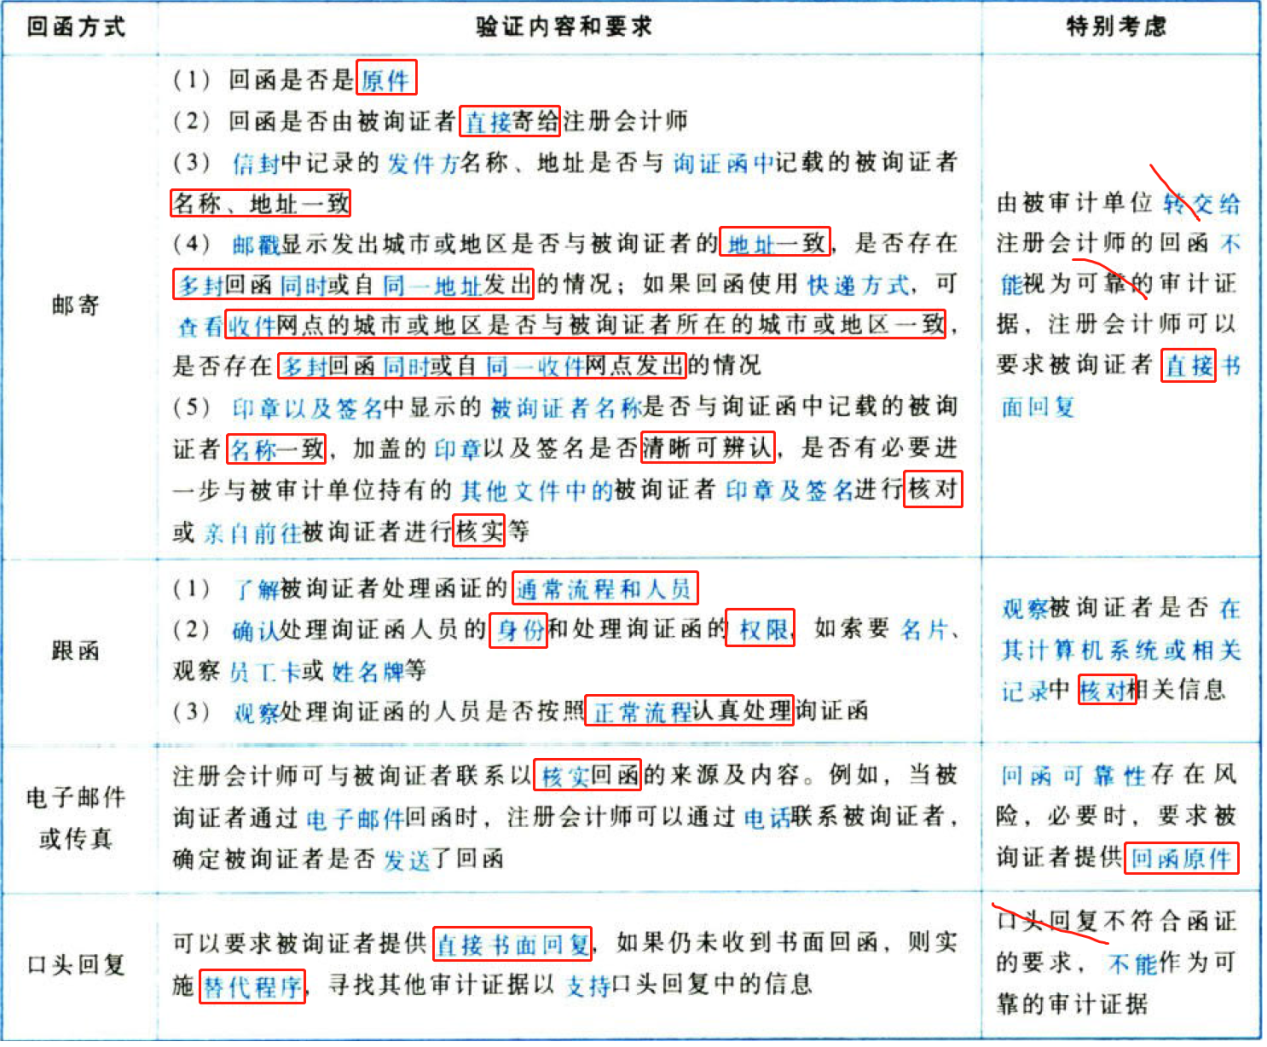 回函方式
验证内容和要求
特别考虑
邮寄
(1) 回函是否是原件
(2) 回函是否由被询证者直接寄给注册会计师
(3) 信封中记录的发件方名称、地址是否与询证函中记载的被询证者
名称、地址一致
(4) 邮戳显示发出城市或地区是否与被询证者的地址一致，是否存在
多封回函同时或自同一地址发出的情况；如果回函使用快递方式，可
查看收件网点的城市或地区是否与被询证者所在的城市或地区一致，
是否存在多封回函同时或自同一收件网点发出的情况
(5) 印章以及签名中显示的被询证者名称是否与询证函中记载的被询
证者名称一致，加盖的印章以及签名是否清晰可辨认，是否有必要进
一步与被审计单位持有的其他文件中的被询证者印章及签名进行核对
或亲自前往被询证者进行核实等
由被审计单位转交给
注册会计师的回函不
能视为可靠的审计证
据，注册会计师可以
要求被询证者直接书
面回复
跟函
(1) 了解被询证者处理函证的通常流程和人员
(2) 确认处理询证函人员的身份和处理询证函的权限，如索要名片、
观察员工卡或姓名牌等
(3) 观察处理询证函的人员是否按照正常流程认真处理询证函
观察被询证者是否在
其计算机系统或相关
记录中核对相关信息
电子邮件
或传真
注册会计师可与被询证者联系以核实回函的来源及内容。例如，当被
询证者通过电子邮件回函时，注册会计师可以通过电话联系被询证者，
确定被询证者是否发送了回函
回函可靠性存在风
险，必要时，要求被
询证者提供回函原件
口头回复
可以要求被询证者提供直接书面回复，如果仍未收到书面回函，则实
施替代程序，寻找其他审计证据以支持口头回复中的信息
口头回复不符合函证
的要求，不能作为可
靠的审计证据